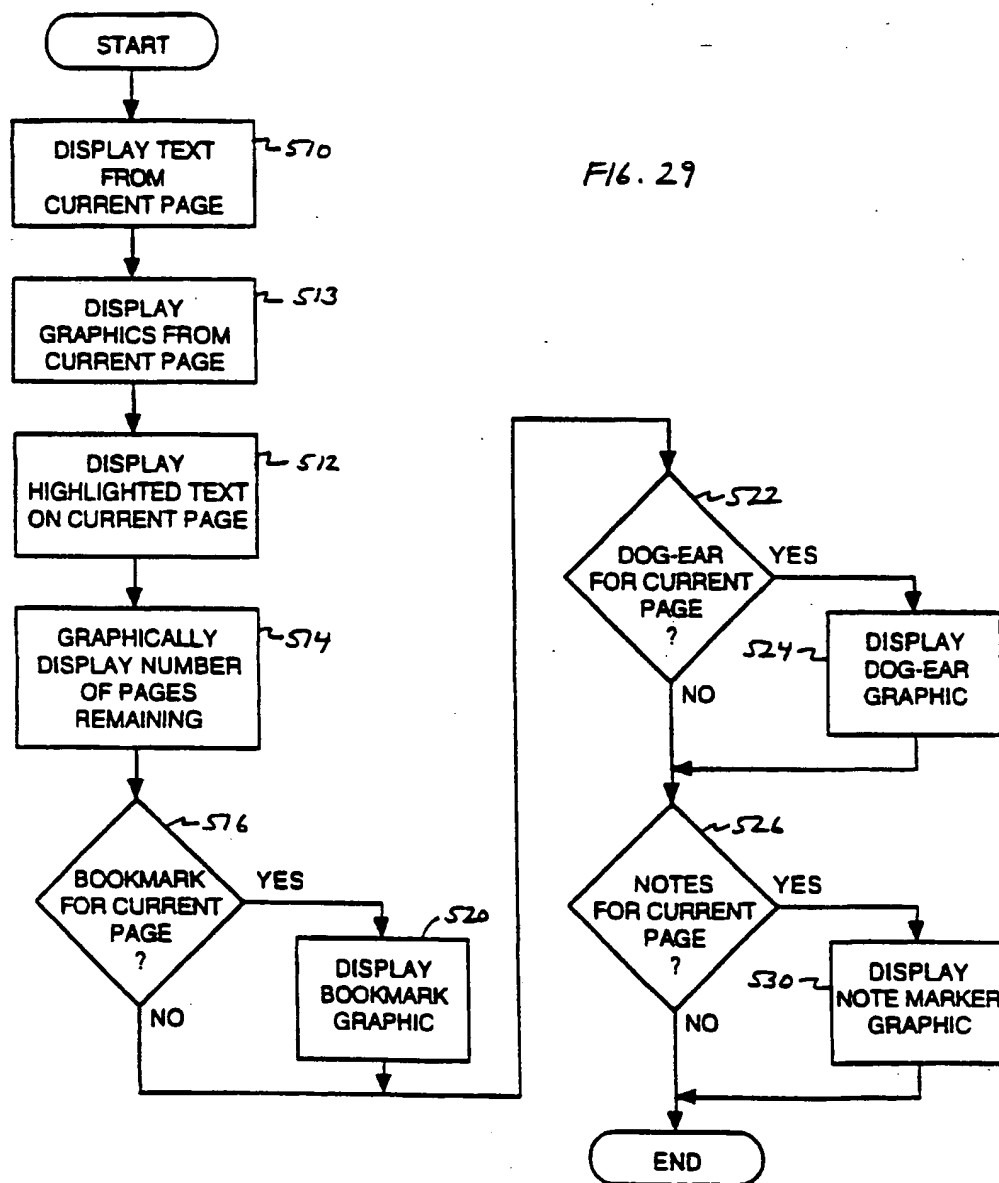 START
DISPLAY TEXT
FROM
CURRENT PAGE
510
FIG. 29
DISPLAY
GRAPHICS FROM
CURRENT PAGE
513
DISPLAY
HIGHLIGHTED TEXT
ON CURRENT PAGE
512
GRAPHICALLY
DISPLAY NUMBER
OF PAGES
REMAINING
514
BOOKMARK
FOR CURRENT
PAGE
?
516
YES
NO
520
DISPLAY
BOOKMARK
GRAPHIC
522
DOG-EAR
FOR CURRENT
PAGE
?
YES
NO
524
DISPLAY
DOG-EAR
GRAPHIC
526
NOTES
FOR CURRENT
PAGE
?
YES
NO
530
DISPLAY
NOTE MARKER
GRAPHIC
END